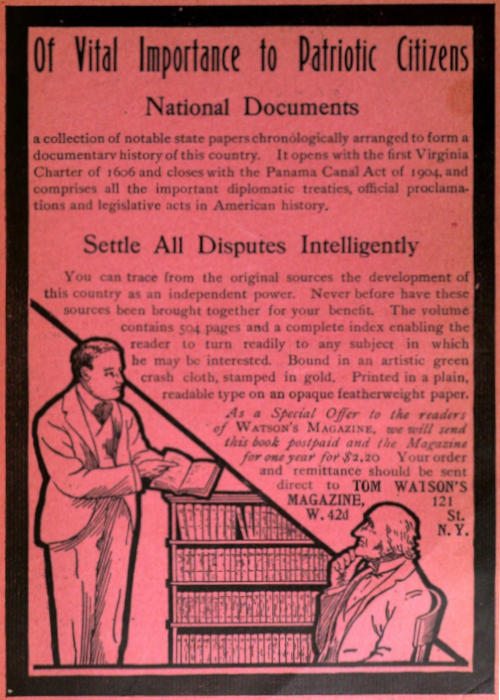 Of Vital Importance to Patriotic Citizens
National Documents
a collection of notable state papers chronologically arranged to form a
documentary history of this country. It opens with the first Virginia
Charter of 1606 and closes with the Panama Canal Act of 1904, and
comprises all the important diplomatic treaties, official proclama-
tions and legislative acts in American history.
Settle All Disputes Intelligently
You can trace from the original sources the development of
this country as an independent power. Never before have these
sources been brought together for your benefit. The volume
contains 504 pages and a complete index enabling the
reader to turn readily to any subject in which
he may be interested. Bound in an artistic green
crash cloth, stamped in gold. Printed in a plain,
readable type on an opaque featherweight paper.
As a Special Offer to the readers
of WATSON'S MAGAZINE, we will send
this book postpaid and the Magazine
for one year for $2,20 Your order
and remittance should be sent
direct to TOM WATSON'S
MAGAZINE, 121
W. 42d St.
N. Y.